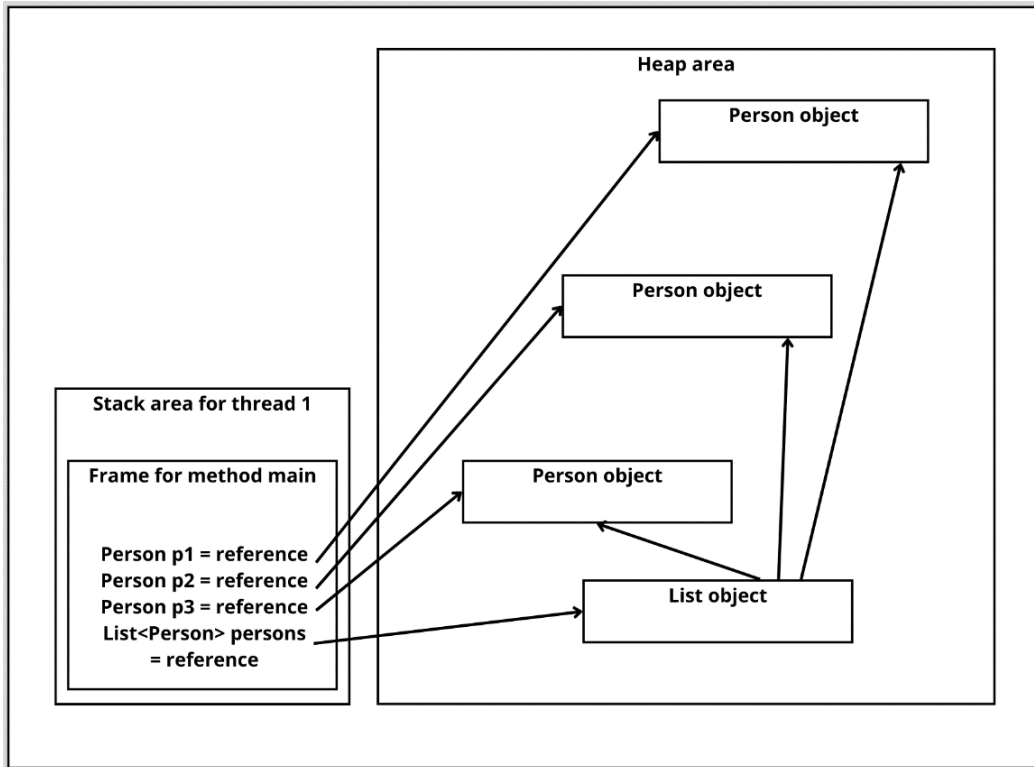 Heap area
Person object
Person object
Stack area for thread 1
Frame for method main
Person object
Person p1 = reference
Person p2 = reference
Person p3 = reference
List<Person> persons
= reference
List object